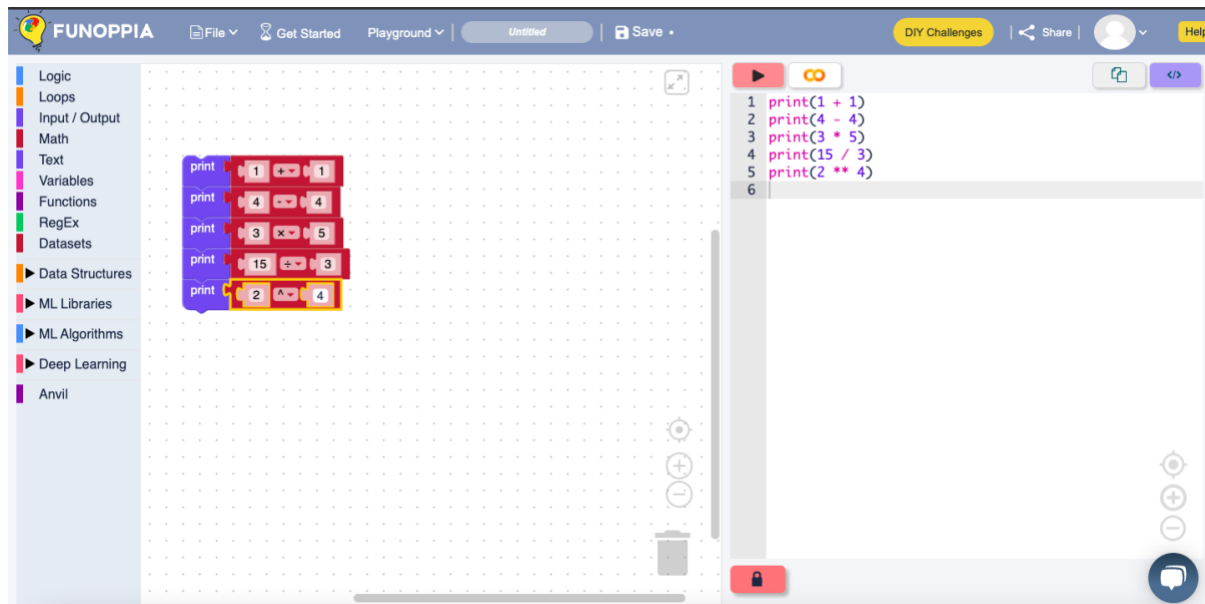 FUNOPPIA File Get Started Playground Untitled Save DIY Challenges Share Help
Logic
Loops
Input / Output
Math
Text
Variables
Functions
RegEx
Datasets
Data Structures
ML Libraries
ML Algorithms
Deep Learning
Anvil
print 1 + 1
print 4 - 4
print 3 × 5
print 15 ÷ 3
print 2 ^ 4
</>
1 print(1 + 1)
2 print(4 - 4)
3 print(3 * 5)
4 print(15 / 3)
5 print(2 ** 4)
6